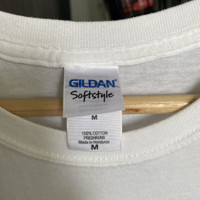 GILDAN
Softstyle
M
100% COTTON
PRESHRUNK
Made in Honduras
M